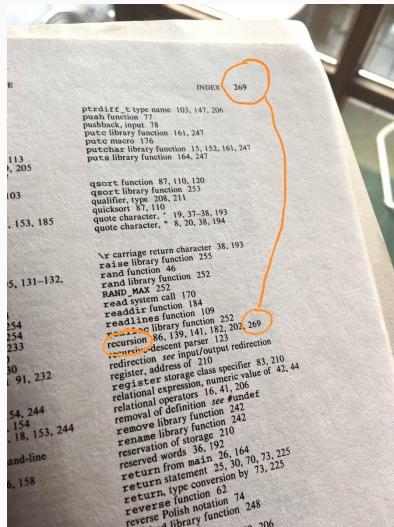 INDEX 269
ptrdiff_t type name 103, 147, 206
push function 77
pushback, input 78
putc library function 161, 247
putc macro 176
putchar library function 15, 152, 161, 247
puts library function 164, 247
qsort function 87, 110, 120
qsort library function 253
qualifier, type 208, 211
quicksort 87, 110
quote character, ' 19, 37-38, 193
quote character, " 8, 20, 38, 194
\r carriage return character 38, 193
raise library function 255
rand function 46
rand library function 252
RAND_MAX 252
read system call 170
readdir function 184
readlines function 109
realloc library function 252
recursion 86, 139, 141, 182, 202, 269
recursive-descent parser 123
redirection see input/output redirection
register, address of 210
register storage class specifier 83, 210
relational expression, numeric value of 42, 44
relational operators 16, 41, 206
removal of definition see #undef
remove library function 242
rename library function 242
reservation of storage 210
reserved words 36, 192
return from main 26, 164
return statement 25, 30, 70, 73, 225
return, type conversion by 73, 225
reverse function 62
reverse Polish notation 74
library function 248
206
E
113
, 205
103
, 153, 185
5, 131-132,
254
254
233
30
91, 232
54, 244
154
18, 153, 244
and-line
6, 158